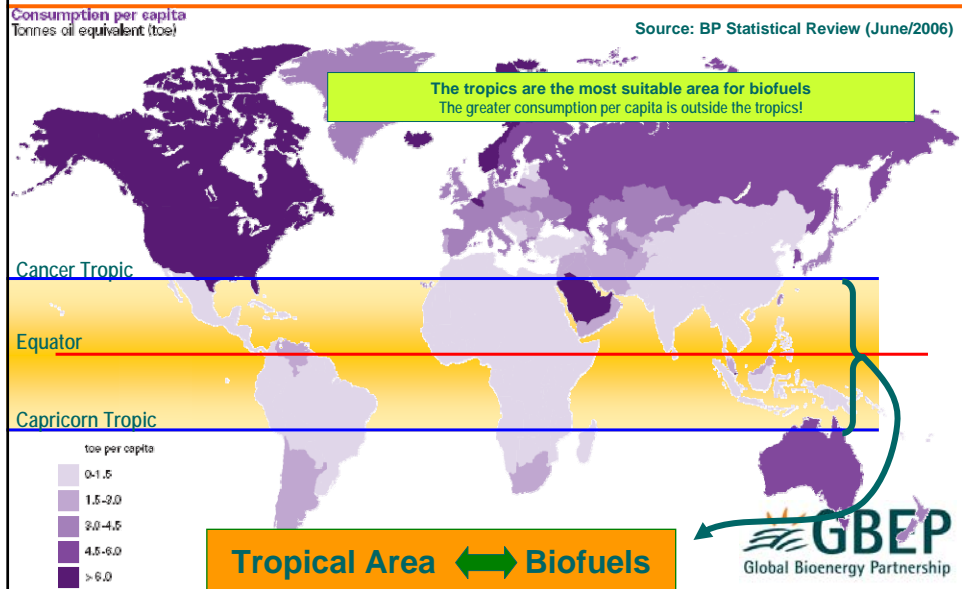 Consumption per capita
Tonnes oil equivalent (toe)
Source: BP Statistical Review (June/2006)
The tropics are the most suitable area for biofuels
The greater consumption per capita is outside the tropics!
Cancer Tropic
Equator
Capricorn Tropic
toe per capita
0-1.5
1.5-3.0
3.0-4.5
4.5-6.0
>6.0
Tropical Area Biofuels
GBEP
Global Bioenergy Partnership